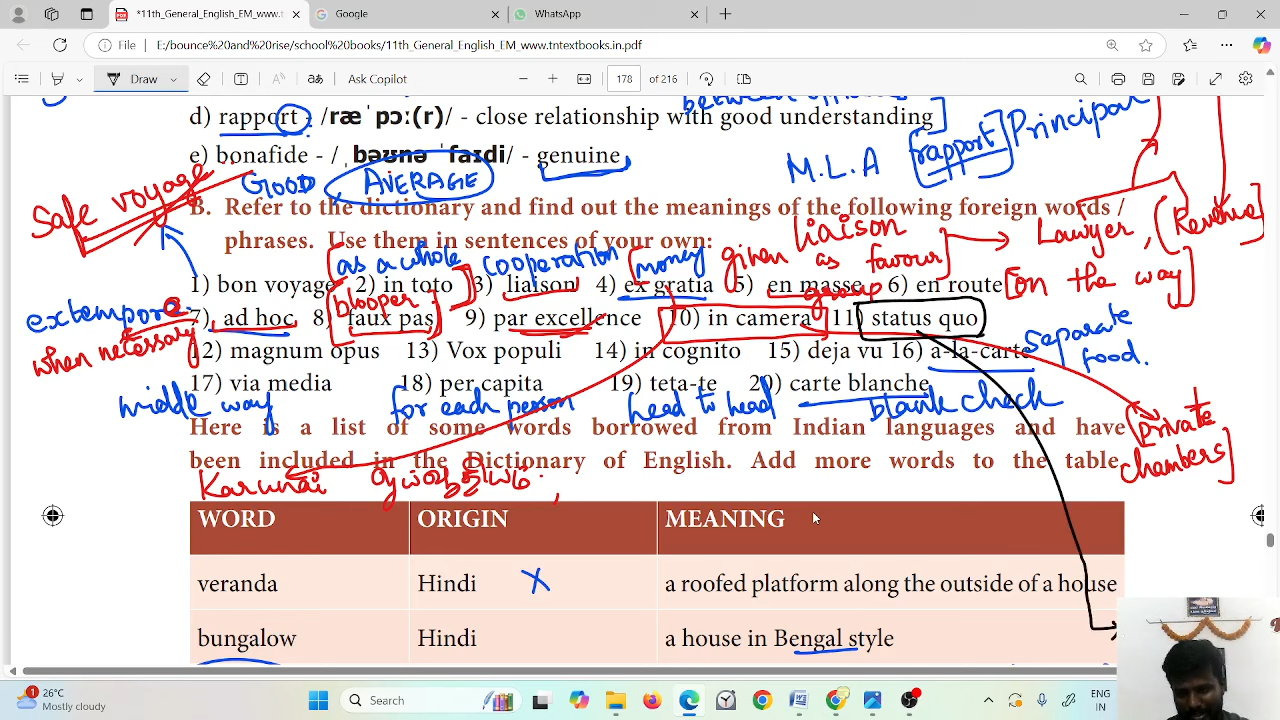 *11th_General_English_EM_www.t
Google
WhatsApp
File
E:/bounce%20and%20rise/school%20books/11th_General_English_EM_www.tntextbooks.in.pdf
Draw
Ask Copilot
178 of 216
d) rapport - /ræˈpɔː(r)/ - close relationship with good understanding
Principal
e) bonafide - /ˌbəʊnəˈfaɪdi/ - genuine
M.L.A rapport
GOOD AVERAGE
Safe voyage
B. Refer to the dictionary and find out the meanings of the following foreign words /
phrases. Use them in sentences of your own:
liaison
Lawyer, (Revenue)
[as a whole] cooperation [money given as favour]
1) bon voyage 2) in toto 3) liaison 4) ex gratia 5) en masse 6) en route
[on the way]
extempore
blooper
group
7) ad hoc 8) faux pas 9) par excellence 10) in camera 11) status quo
when necessary
separate food.
12) magnum opus 13) Vox populi 14) in cognito 15) deja vu 16) a-la-carte
17) via media 18) per capita 19) teta-te 20) carte blanche
middle way for each person head to head blank check
[private chambers]
Here is a list of some words borrowed from Indian languages and have
been included in the Dictionary of English. Add more words to the table.
Karunai
WORD ORIGIN MEANING
veranda Hindi X a roofed platform along the outside of a house
bungalow Hindi a house in Bengal style
26°C
Mostly cloudy
1
Search
ENG
IN